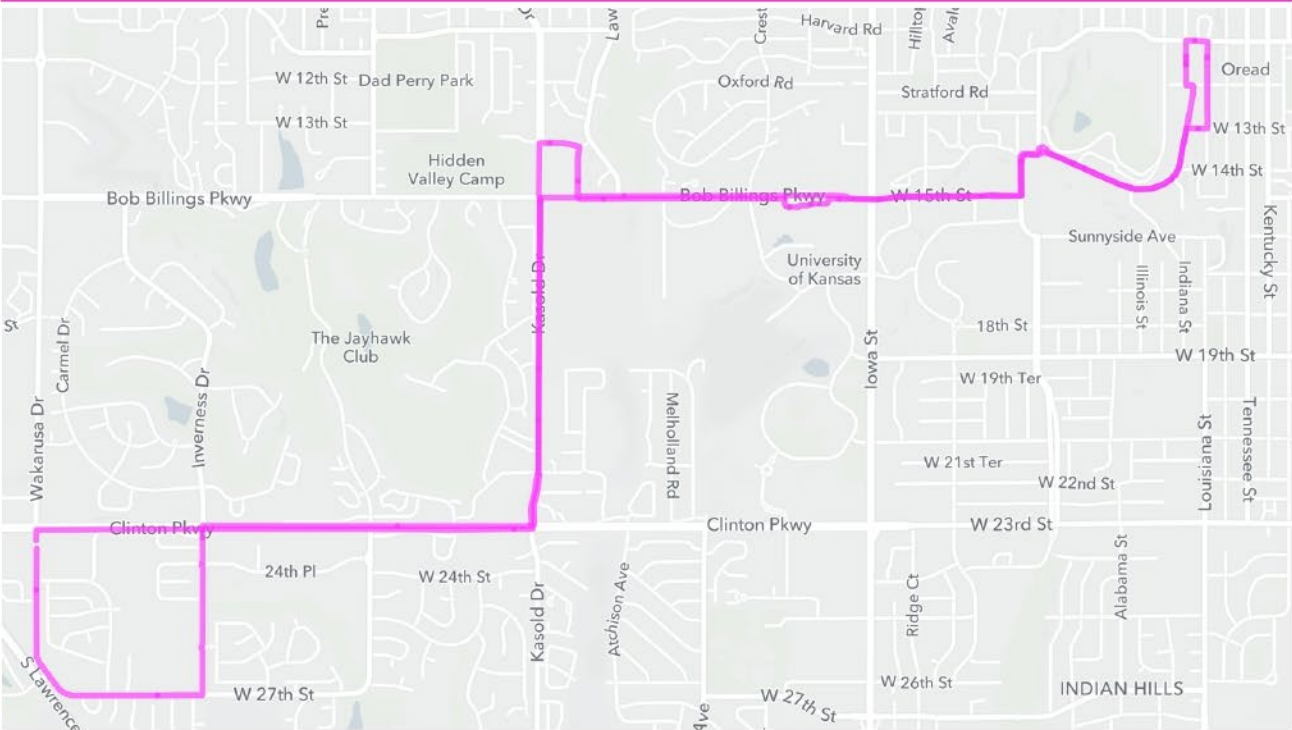 Harvard Rd
W 12th St
Dad Perry Park
Oxford Rd
Stratford Rd
Oread
W 13th St
W 13th St
Hidden
Valley Camp
W 14th St
Bob Billings Pkwy
Bob Billings Pkwy
W 15th St
Sunnyside Ave
Kentucky St
University
of Kansas
Kasold Dr
Illinois St
Indiana St
St
18th St
The Jayhawk
Club
Carmel Dr
Iowa St
W 19th St
W 19th Ter
Inverness Dr
Wakarusa Dr
Melholland Rd
Tennessee St
Louisiana St
W 21st Ter
W 22nd St
Clinton Pkwy
Clinton Pkwy
W 23rd St
24th Pl
W 24th St
Kasold Dr
Atchison Ave
Ridge Ct
Alabama St
S Lawrence
W 27th St
W 27th St
W 26th St
INDIAN HILLS
Ave